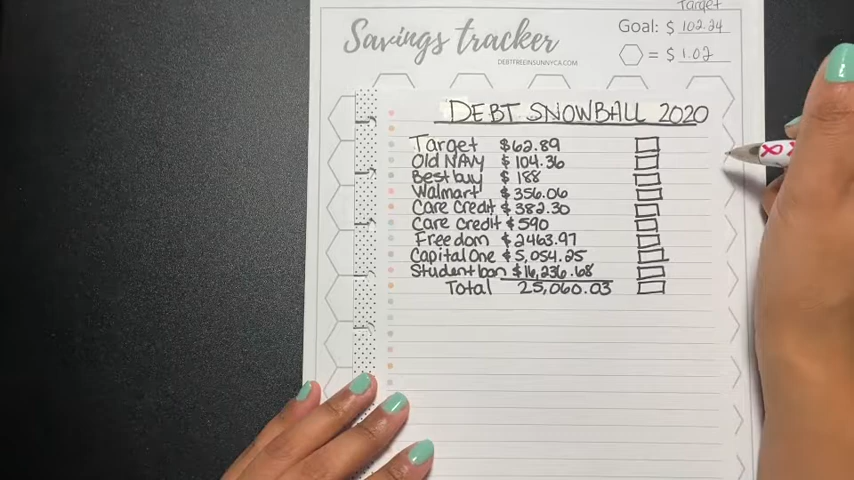 Target
Savings tracker
Goal: $ 102.24
= $ 1.02
DEBTFREEINSUNNYCA.COM
DEBT SNOWBALL 2020
Target $62.89
Old NAVY $ 104.36
Best buy $ 188
Walmart $ 356.06
Care Credit $ 382.30
Care Credit $ 590
Freedom $2463.97
Capital One $5,054.25
Student loan $16,236.68
Total 25,060.03